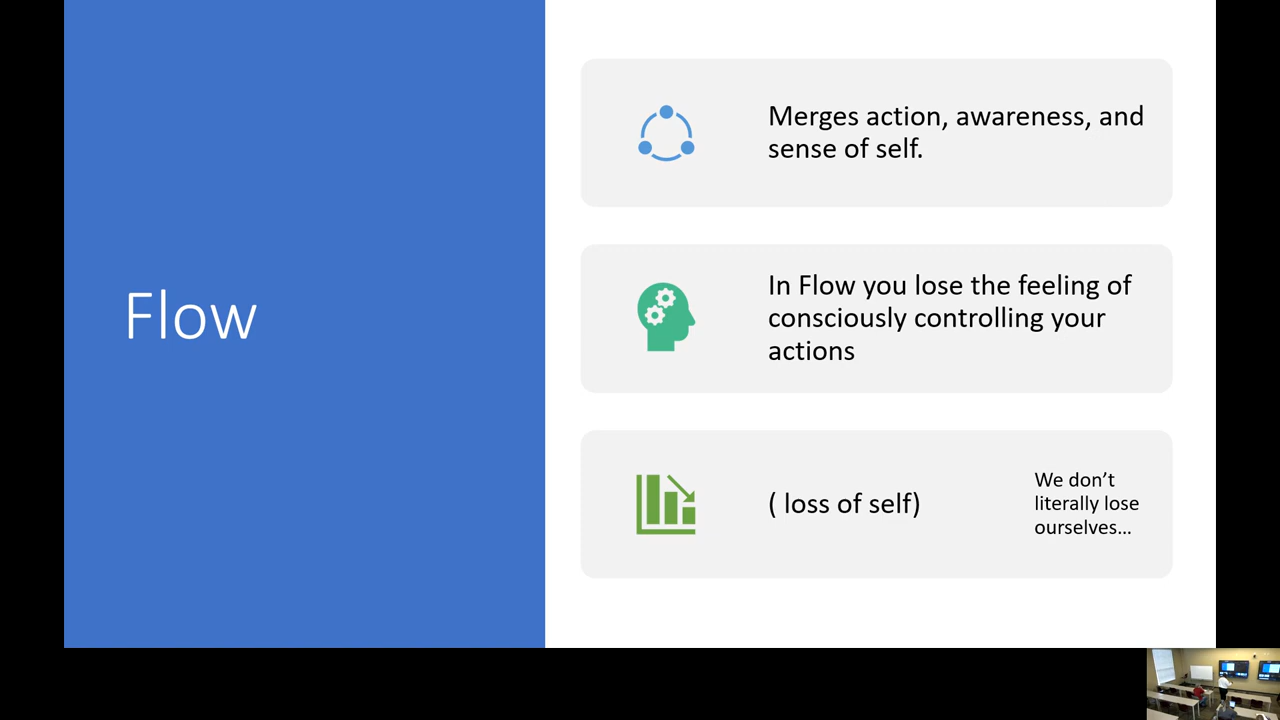 Flow
Merges action, awareness, and
sense of self.
In Flow you lose the feeling of
consciously controlling your
actions
( loss of self)
We don’t
literally lose
ourselves…